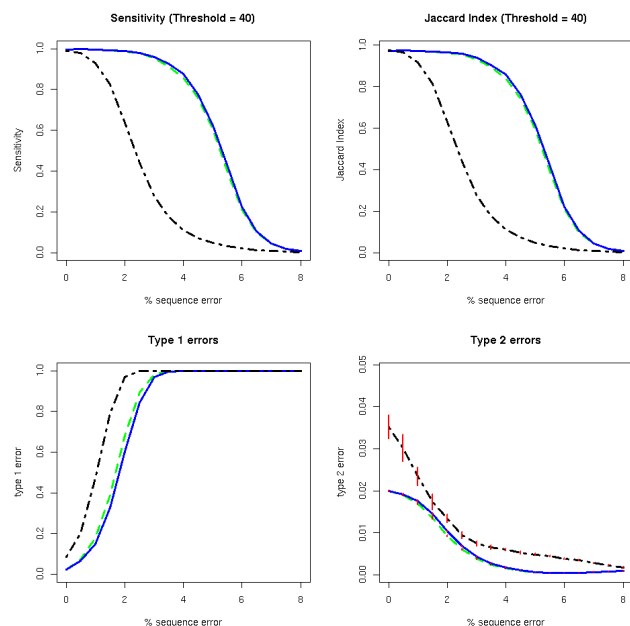 Sensitivity (Threshold = 40)
Sensitivity
1.0
0.8
0.6
0.4
0.2
0.0
0 2 4 6 8
% sequence error
Jaccard Index (Threshold = 40)
Jaccard Index
1.0
0.8
0.6
0.4
0.2
0.0
0 2 4 6 8
% sequence error
Type 1 errors
type 1 error
1.0
0.8
0.6
0.4
0.2
0.0
0 2 4 6 8
% sequence error
Type 2 errors
type 2 error
0.05
0.04
0.03
0.02
0.01
0.00
0 2 4 6 8
% sequence error